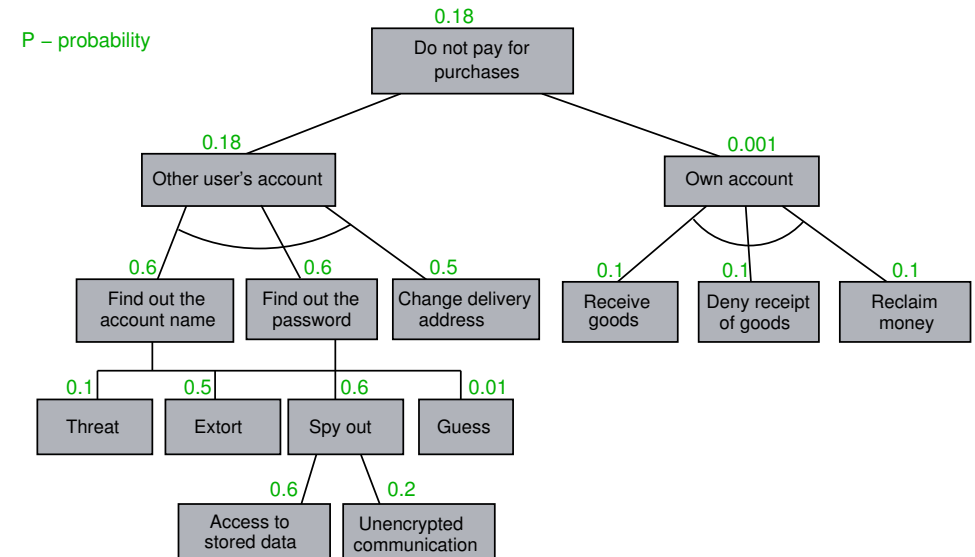 0.18
P – probability
Do not pay for
purchases
0.18
0.001
Other user's account
Own account
0.6
0.6
0.5
0.1
0.1
0.1
Find out the
account name
Find out the
password
Change delivery
address
Receive
goods
Deny receipt
of goods
Reclaim
money
0.1
0.5
0.6
0.01
Threat
Extort
Spy out
Guess
0.6
0.2
Access to
stored data
Unencrypted
communication